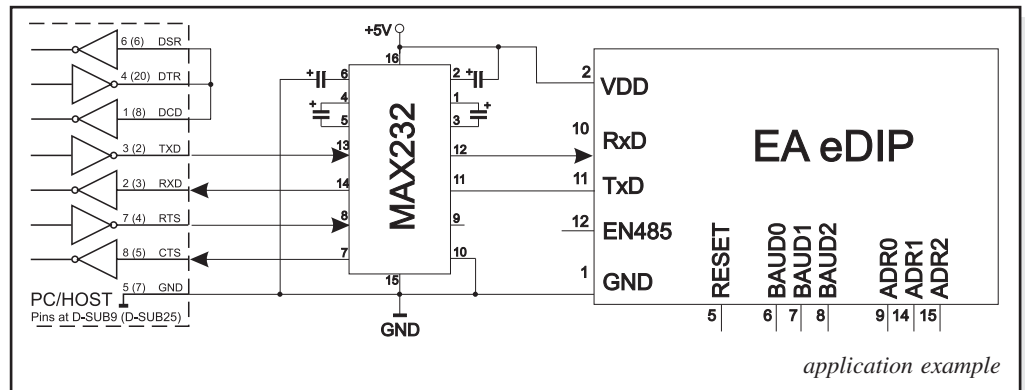 +5V
6 (6) DSR
4 (20) DTR
1 (8) DCD
3 (2) TXD
2 (3) RXD
7 (4) RTS
8 (5) CTS
5 (7) GND
PC/HOST
Pins at D-SUB9 (D-SUB25)
16
6
4
5
13
14
8
7
15
2
1
3
12
11
9
10
MAX232
GND
2 VDD
10 RxD
11 TxD
12 EN485
1 GND
EA eDIP
RESET
BAUD0
BAUD1
BAUD2
ADR0
ADR1
ADR2
5
6
7
8
9
14
15
application example